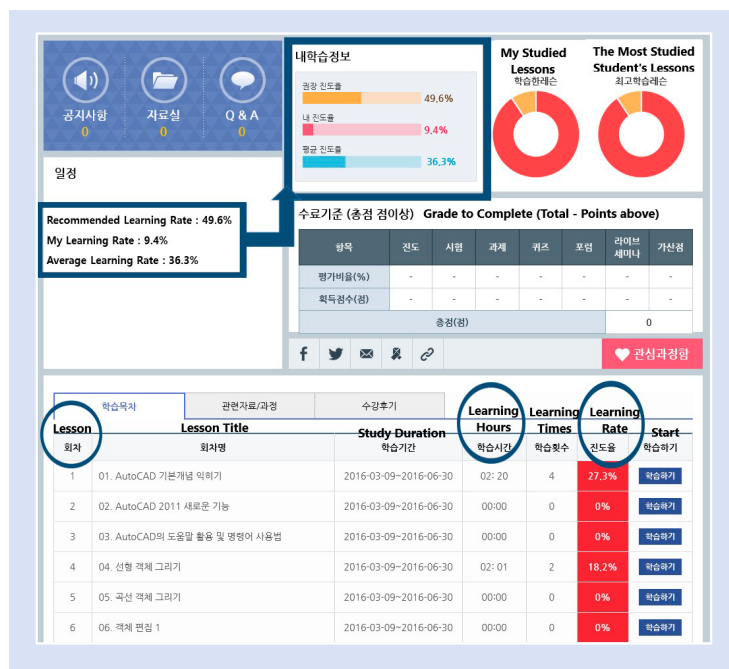 공지사항 자료실 Q & A
0 0 0
일정
Recommended Learning Rate : 49.6%
My Learning Rate : 9.4%
Average Learning Rate : 36.3%
내학습정보
권장 진도율
49,6%
내 진도율
9.4%
평균 진도율
36,3%
My Studied
Lessons
학습한레슨
The Most Studied
Student's Lessons
최고학습레슨
수료기준 (총점 점이상) Grade to Complete (Total - Points above)
항목 진도 시험 과제 퀴즈 포럼 라이브 세미나 가산점
평가비율(%) - - - - - - -
획득점수(점) - - - - - - -
총점(점) 0
관심과정함
학습목차 관련자료/과정 수강후기
Lesson Lesson Title Study Duration Learning Hours Learning Times Learning Rate Start
회차 회차명 학습기간 학습시간 학습횟수 진도율 학습하기
1 01. AutoCAD 기본개념 익히기 2016-03-09~2016-06-30 02: 20 4 27,3% 학습하기
2 02. AutoCAD 2011 새로운 기능 2016-03-09~2016-06-30 00:00 0 0% 학습하기
3 03. AutoCAD의 도움말 활용 및 명령어 사용법 2016-03-09~2016-06-30 00:00 0 0% 학습하기
4 04. 선형 객체 그리기 2016-03-09~2016-06-30 02: 01 2 18.2% 학습하기
5 05. 곡선 객체 그리기 2016-03-09~2016-06-30 00:00 0 0% 학습하기
6 06. 객체 편집 1 2016-03-09~2016-06-30 00:00 0 0% 학습하기